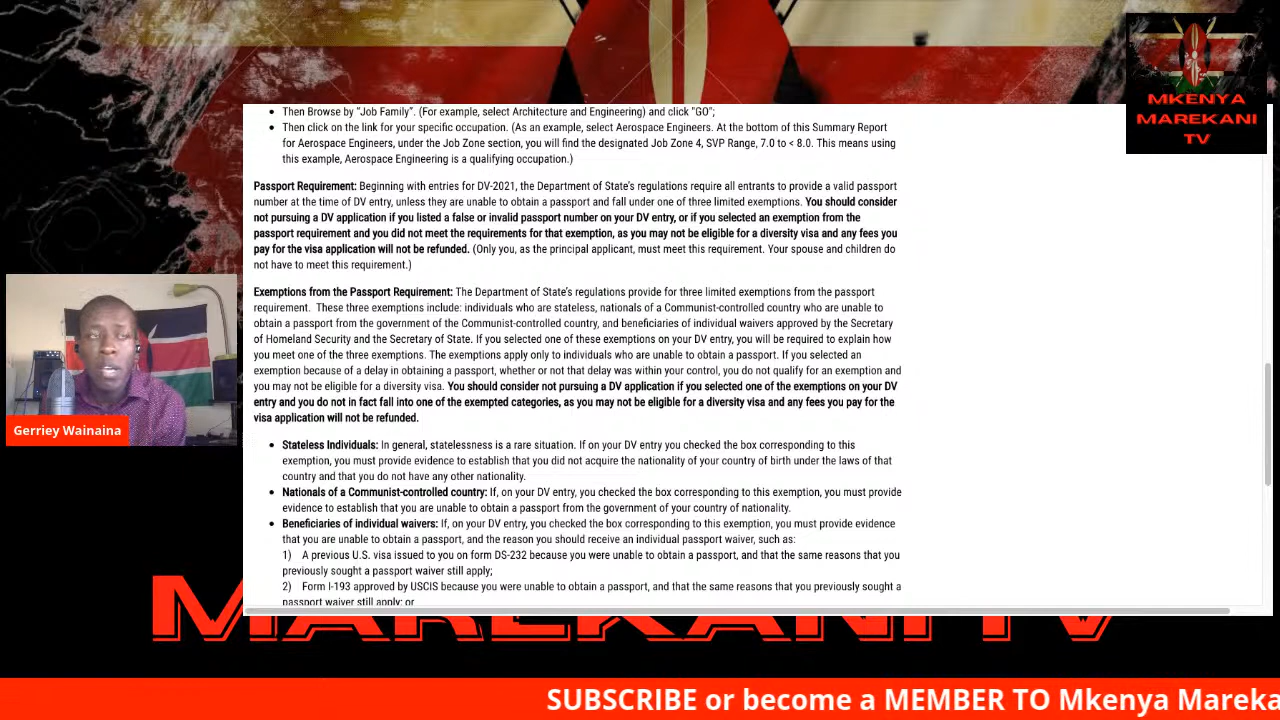 MKENYA
MAREKANI
TV
• Then Browse by “Job Family”. (For example, select Architecture and Engineering) and click "GO";
• Then click on the link for your specific occupation. (As an example, select Aerospace Engineers. At the bottom of this Summary Report
for Aerospace Engineers, under the Job Zone section, you will find the designated Job Zone 4, SVP Range, 7.0 to < 8.0. This means using
this example, Aerospace Engineering is a qualifying occupation.)
Passport Requirement: Beginning with entries for DV-2021, the Department of State’s regulations require all entrants to provide a valid passport
number at the time of DV entry, unless they are unable to obtain a passport and fall under one of three limited exemptions. You should consider
not pursuing a DV application if you listed a false or invalid passport number on your DV entry, or if you selected an exemption from the
passport requirement and you did not meet the requirements for that exemption, as you may not be eligible for a diversity visa and any fees you
pay for the visa application will not be refunded. (Only you, as the principal applicant, must meet this requirement. Your spouse and children do
not have to meet this requirement.)
Exemptions from the Passport Requirement: The Department of State’s regulations provide for three limited exemptions from the passport
requirement. These three exemptions include: individuals who are stateless, nationals of a Communist-controlled country who are unable to
obtain a passport from the government of the Communist-controlled country, and beneficiaries of individual waivers approved by the Secretary
of Homeland Security and the Secretary of State. If you selected one of these exemptions on your DV entry, you will be required to explain how
you meet one of the three exemptions. The exemptions apply only to individuals who are unable to obtain a passport. If you selected an
exemption because of a delay in obtaining a passport, whether or not that delay was within your control, you do not qualify for an exemption and
you may not be eligible for a diversity visa. You should consider not pursuing a DV application if you selected one of the exemptions on your DV
entry and you do not in fact fall into one of the exempted categories, as you may not be eligible for a diversity visa and any fees you pay for the
visa application will not be refunded.
• Stateless Individuals: In general, statelessness is a rare situation. If on your DV entry you checked the box corresponding to this
exemption, you must provide evidence to establish that you did not acquire the nationality of your country of birth under the laws of that
country and that you do not have any other nationality.
• Nationals of a Communist-controlled country: If, on your DV entry, you checked the box corresponding to this exemption, you must provide
evidence to establish that you are unable to obtain a passport from the government of your country of nationality.
• Beneficiaries of individual waivers: If, on your DV entry, you checked the box corresponding to this exemption, you must provide evidence
that you are unable to obtain a passport, and the reason you should receive an individual passport waiver, such as:
1) A previous U.S. visa issued to you on form DS-232 because you were unable to obtain a passport, and that the same reasons that you
previously sought a passport waiver still apply;
2) Form I-193 approved by USCIS because you were unable to obtain a passport, and that the same reasons that you previously sought a
passport waiver still apply; or
Gerriey Wainaina
MAREKANI TV
SUBSCRIBE or become a MEMBER TO Mkenya Mareka